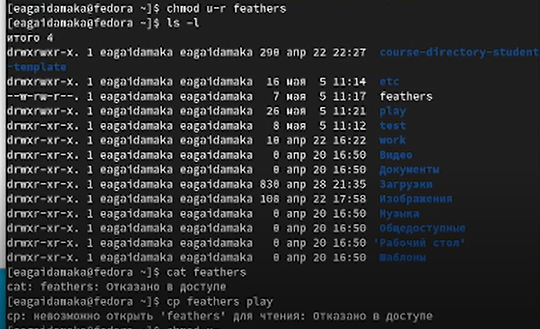 [eagaidamaka@fedora ~]$ chmod u-r feathers
[eagaidamaka@fedora ~]$ ls -l
итого 4
drwxrwxr-x. 1 eagaidamaka eagaidamaka 290 апр 22 22:27 course-directory-student
-template
drwxrwxr-x. 1 eagaidamaka eagaidamaka 16 мая 5 11:14 etc
--w-rw-r--. 1 eagaidamaka eagaidamaka 7 мая 5 11:17 feathers
drwxrwxr-x. 1 eagaidamaka eagaidamaka 26 мая 5 11:21 play
drwxrwxr-x. 1 eagaidamaka eagaidamaka 8 мая 5 11:12 test
drwxrwxr-x. 1 eagaidamaka eagaidamaka 10 апр 22 16:22 work
drwxr-xr-x. 1 eagaidamaka eagaidamaka 0 апр 20 16:50 Видео
drwxr-xr-x. 1 eagaidamaka eagaidamaka 0 апр 20 16:50 Документы
drwxr-xr-x. 1 eagaidamaka eagaidamaka 830 апр 28 21:35 Загрузки
drwxr-xr-x. 1 eagaidamaka eagaidamaka 108 апр 22 17:58 Изображения
drwxr-xr-x. 1 eagaidamaka eagaidamaka 0 апр 20 16:50 Музыка
drwxr-xr-x. 1 eagaidamaka eagaidamaka 0 апр 20 16:50 Общедоступные
drwxr-xr-x. 1 eagaidamaka eagaidamaka 0 апр 20 16:50 'Рабочий стол'
drwxr-xr-x. 1 eagaidamaka eagaidamaka 0 апр 20 16:50 Шаблоны
[eagaidamaka@fedora ~]$ cat feathers
cat: feathers: Отказано в доступе
[eagaidamaka@fedora ~]$ cp feathers play
cp: невозможно открыть 'feathers' для чтения: Отказано в доступе